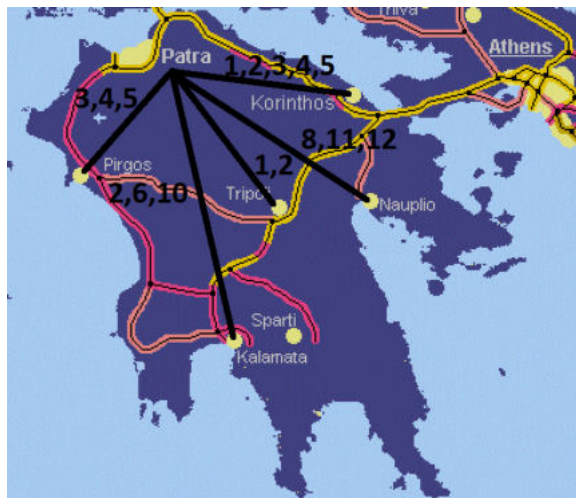 Thiva
Athens
Patra
1,2,3,4,5
3,4,5
Korinthos
8,11,12
Pirgos
1,2
2,6,10
Tripoli
Nauplio
Sparti
Kalamata